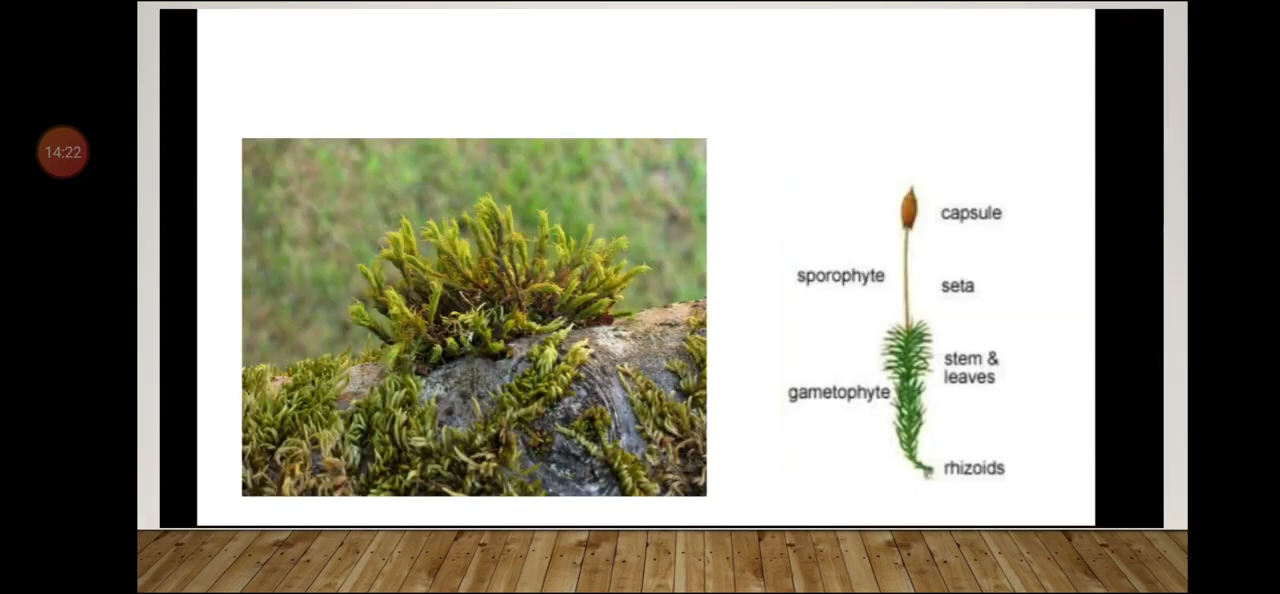 14:22
capsule
sporophyte
seta
stem &
leaves
gametophyte
rhizoids